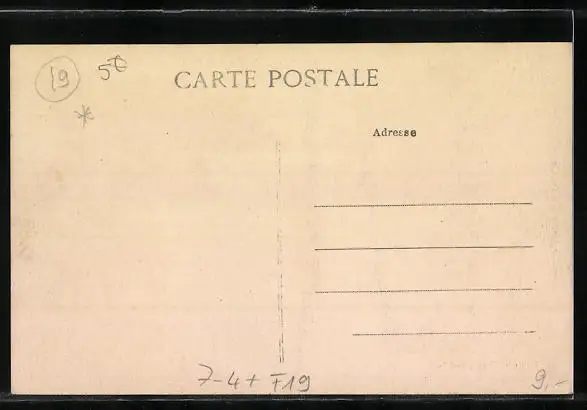 19
5€
*
CARTE POSTALE
Adresse
7-4+ F19
9,-